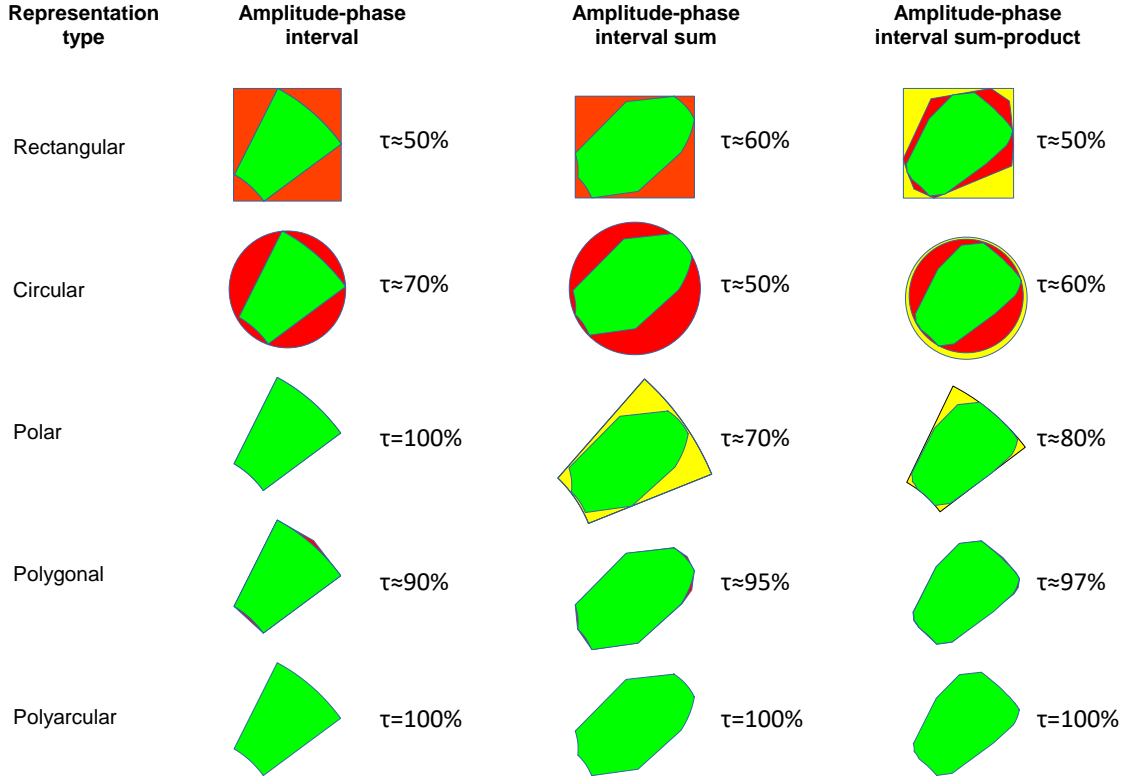 Representation type
Amplitude-phase interval
Amplitude-phase interval sum
Amplitude-phase interval sum-product
Rectangular
τ≈50%
τ≈60%
τ≈50%
Circular
τ≈70%
τ≈50%
τ≈60%
Polar
τ=100%
τ≈70%
τ≈80%
Polygonal
τ≈90%
τ≈95%
τ≈97%
Polyarcular
τ=100%
τ=100%
τ=100%